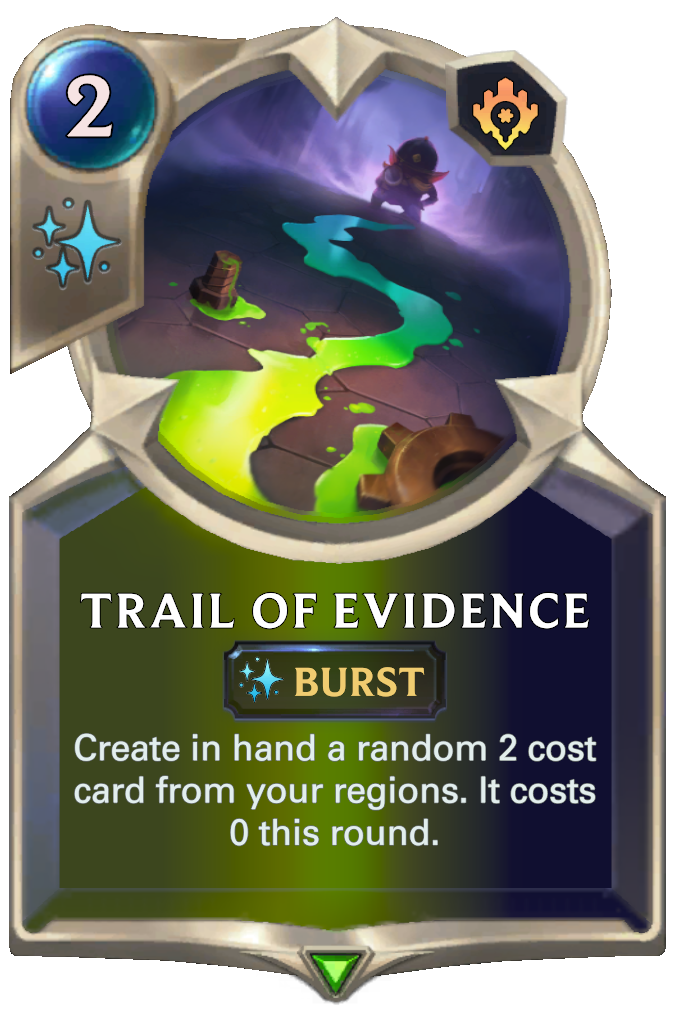 2
TRAIL OF EVIDENCE
BURST
Create in hand a random 2 cost
card from your regions. It costs
0 this round.